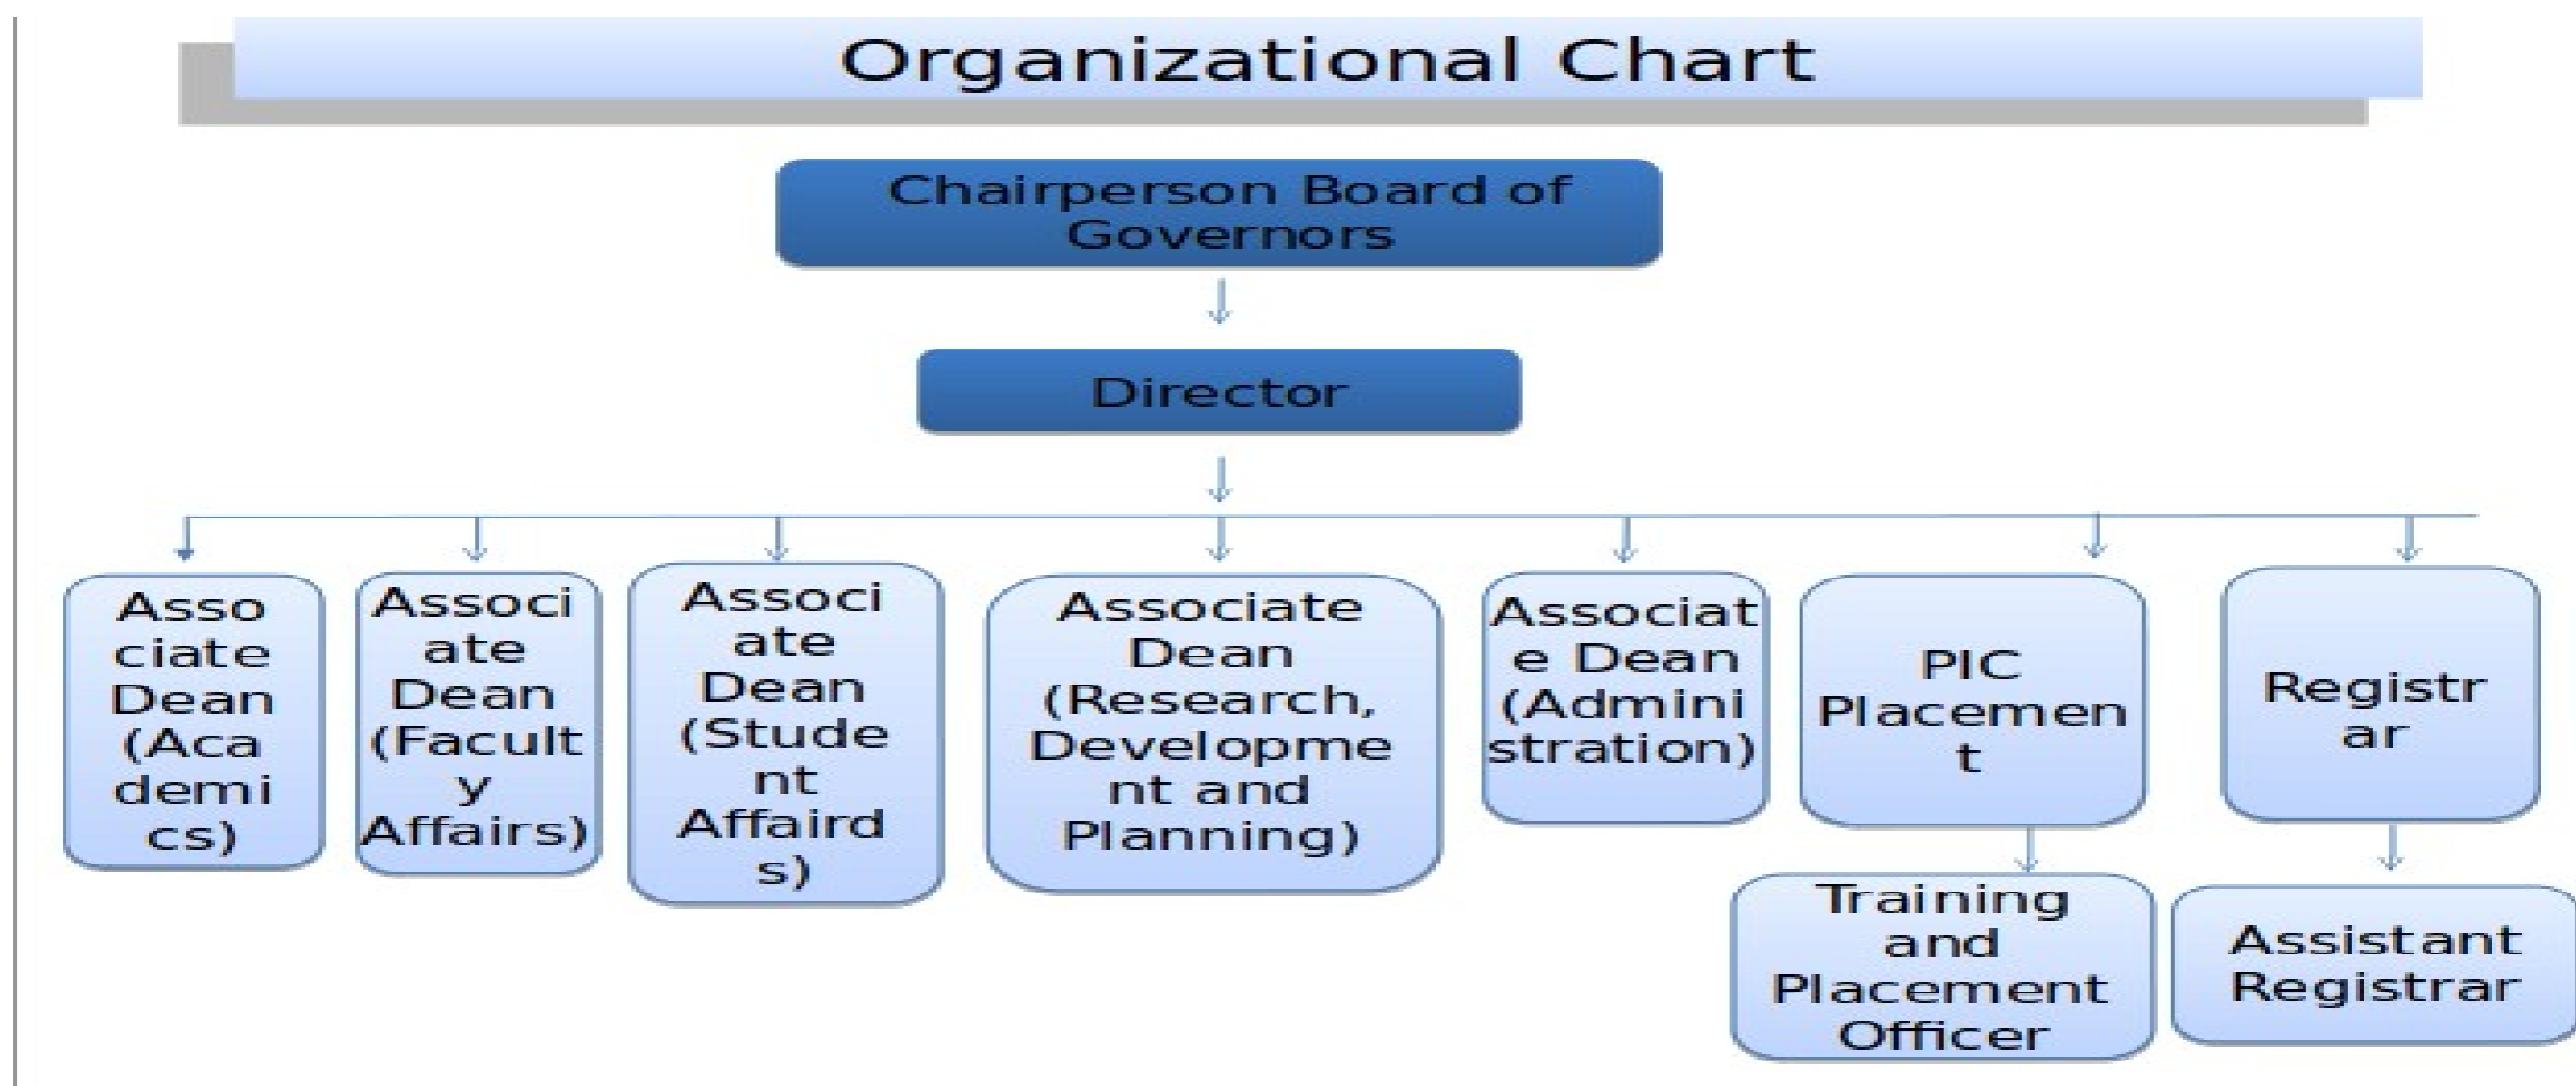 Organizational Chart
Chairperson Board of
Governors
Director
Asso
ciate
Dean
(Aca
demi
cs)
Associ
ate
Dean
(Facult
y
Affairs)
Associ
ate
Dean
(Stude
nt
Affaird
s)
Associate
Dean
(Research,
Developme
nt and
Planning)
Associat
e Dean
(Admini
stration)
PIC
Placemen
t
Registr
ar
Training
and
Placement
Officer
Assistant
Registrar